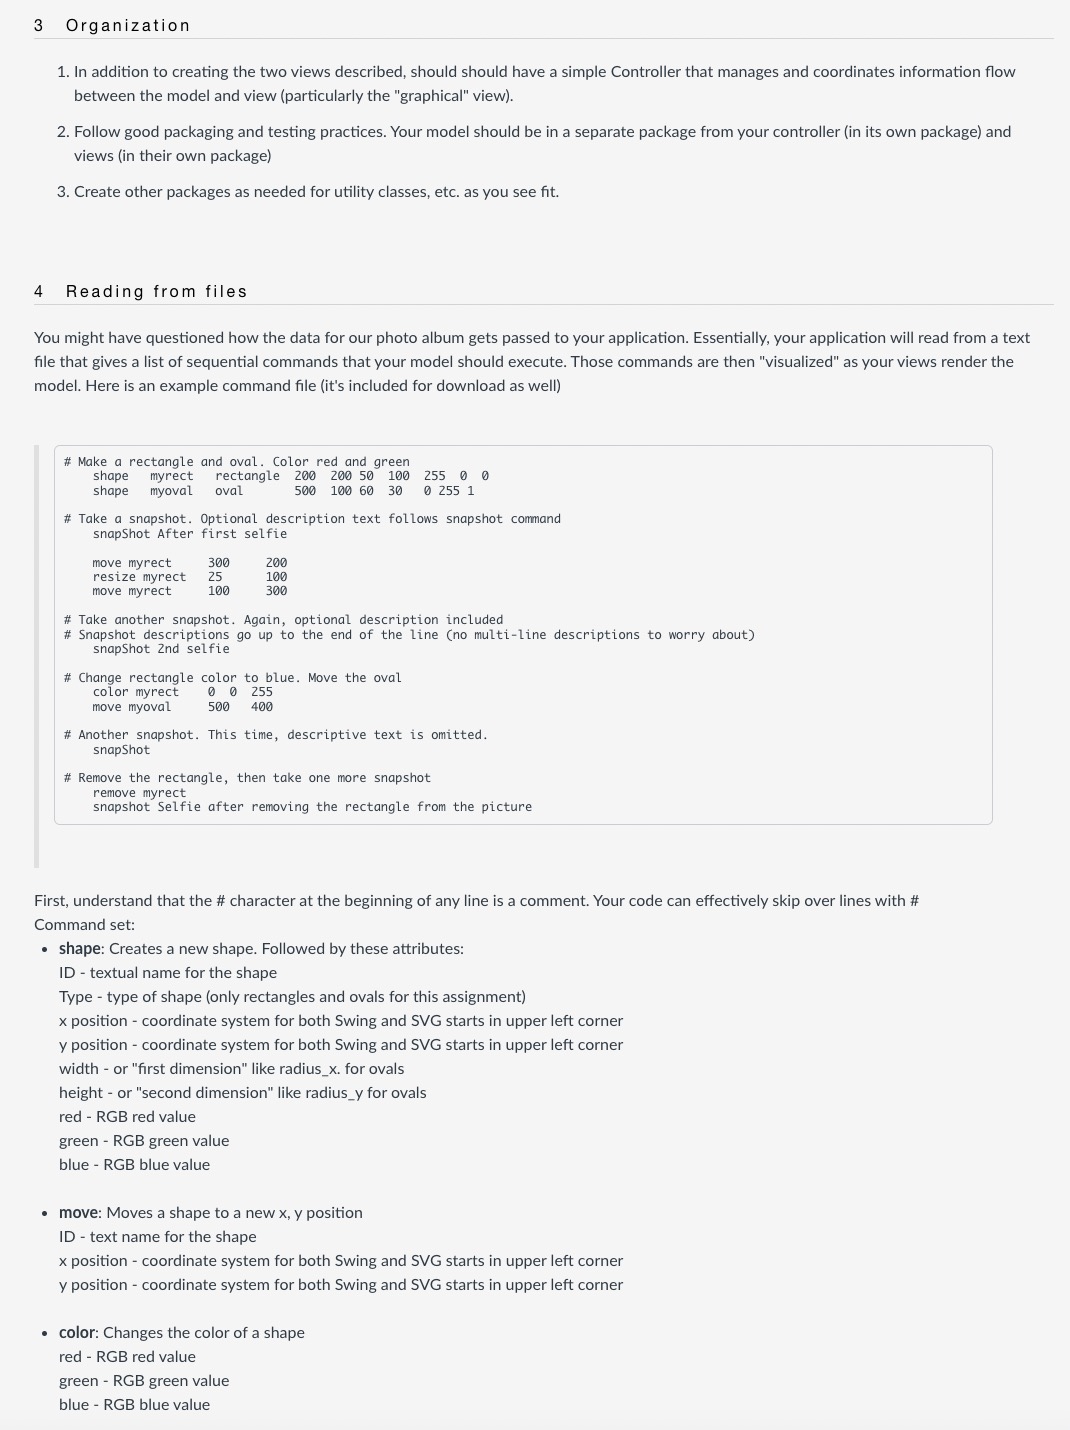 3 Organization
1. In addition to creating the two views described, should should have a simple Controller that manages and coordinates information flow
between the model and view (particularly the "graphical" view).
2. Follow good packaging and testing practices. Your model should be in a separate package from your controller (in its own package) and
views (in their own package)
3. Create other packages as needed for utility classes, etc. as you see fit.
4 Reading from files
You might have questioned how the data for our photo album gets passed to your application. Essentially, your application will read from a text
file that gives a list of sequential commands that your model should execute. Those commands are then "visualized" as your views render the
model. Here is an example command file (it's included for download as well)
# Make a rectangle and oval. Color red and green
shape myrect rectangle 200 200 50 100 255 0 0
shape myoval oval 500 100 60 30 0 255 1
# Take a snapshot. Optional description text follows snapshot command
snapShot After first selfie
move myrect 300 200
resize myrect 25 100
move myrect 100 300
# Take another snapshot. Again, optional description included
# Snapshot descriptions go up to the end of the line (no multi-line descriptions to worry about)
snapShot 2nd selfie
# Change rectangle color to blue. Move the oval
color myrect 0 0 255
move myoval 500 400
# Another snapshot. This time, descriptive text is omitted.
snapShot
# Remove the rectangle, then take one more snapshot
remove myrect
snapshot Selfie after removing the rectangle from the picture
First, understand that the # character at the beginning of any line is a comment. Your code can effectively skip over lines with #
Command set:
• shape: Creates a new shape. Followed by these attributes:
ID - textual name for the shape
Type - type of shape (only rectangles and ovals for this assignment)
x position - coordinate system for both Swing and SVG starts in upper left corner
y position - coordinate system for both Swing and SVG starts in upper left corner
width - or "first dimension" like radius_x. for ovals
height - or "second dimension" like radius_y for ovals
red - RGB red value
green - RGB green value
blue - RGB blue value
• move: Moves a shape to a new x, y position
ID - text name for the shape
x position - coordinate system for both Swing and SVG starts in upper left corner
y position - coordinate system for both Swing and SVG starts in upper left corner
• color: Changes the color of a shape
red - RGB red value
green - RGB green value
blue - RGB blue value